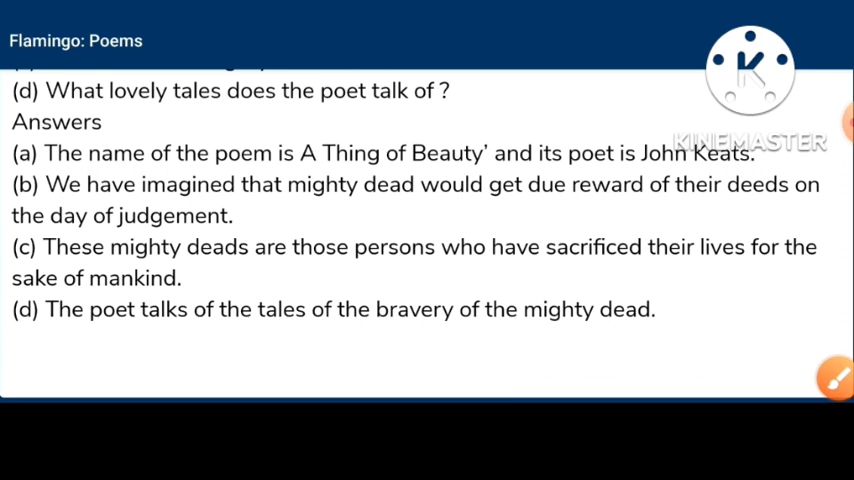 Flamingo: Poems
(d) What lovely tales does the poet talk of ?
Answers
(a) The name of the poem is A Thing of Beauty' and its poet is John Keats.
(b) We have imagined that mighty dead would get due reward of their deeds on
the day of judgement.
(c) These mighty deads are those persons who have sacrificed their lives for the
sake of mankind.
(d) The poet talks of the tales of the bravery of the mighty dead.
K
KINEMASTER